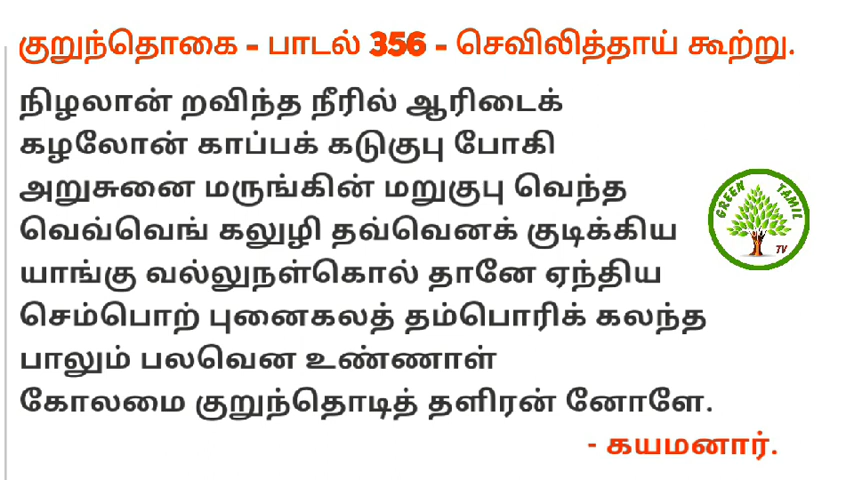 குறுந்தொகை - பாடல் 356 - செவிலித்தாய் கூற்று.
நிழலான் றவிந்த நீரில் ஆரிடைக்
கழலோன் காப்பக் கடுகுபு போகி
அறுசுனை மருங்கின் மறுகுபு வெந்த
வெவ்வெங் கலுழி தவ்வெனக் குடிக்கிய
யாங்கு வல்லுநள்கொல் தானே ஏந்திய
செம்பொற் புனைகலத் தம்பொரிக் கலந்த
பாலும் பலவென உண்ணாள்
கோலமை குறுந்தொடித் தளிரன் னோளே.
- கயமனார்.
GREEN TAMIL
TV